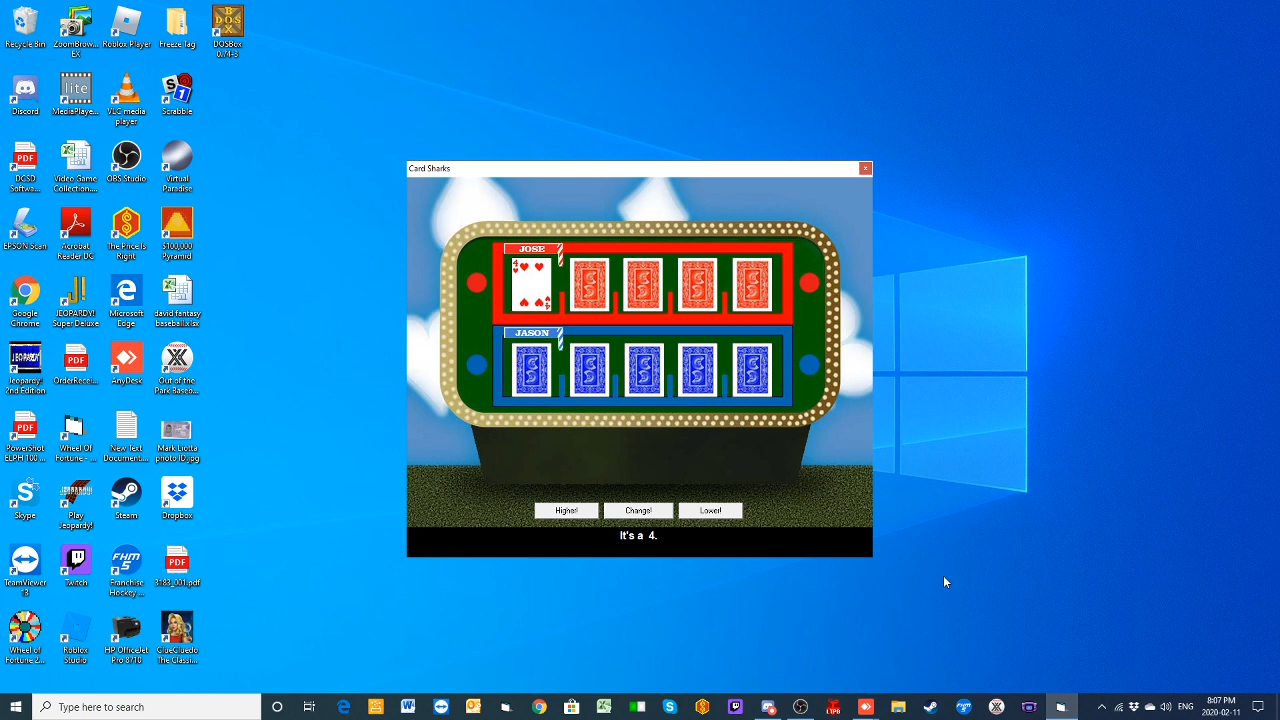 Recycle Bin
ZoomBrow...
EX
Roblox Player
Freeze Tag
DOSBox
0.74-3
Discord
MediaPlaye...
VLC media
player
Scrabble
DCSD
Softwa...
Video Game
Collection....
OBS Studio
Virtual
Paradise
EPSON Scan
Acrobat
Reader DC
The Price Is
Right
$100,000
Pyramid
Google
Chrome
JEOPARDY!
Super Deluxe
Microsoft
Edge
david fantasy
baseball.xlsx
Jeopardy!
2nd Edition
OrderRecei...
AnyDesk
Out of the
Park Baseb...
PowerShot
ELPH 100 ...
Wheel Of
Fortune - ...
New Text
Document...
Mark Liotta
photo ID.jpg
Skype
Play
Jeopardy!
Steam
Dropbox
TeamViewer
13
Twitch
Franchise
Hockey ...
3183_001.pdf
Wheel of
Fortune 2...
Roblox
Studio
HP OfficeJet
Pro 8710
ClueCluedo
The Classi...
Card Sharks
JOSE
4
JASON
Higher!
Change!
Lower!
It's a 4.
Type here to search
ENG
8:07 PM
2020-02-11